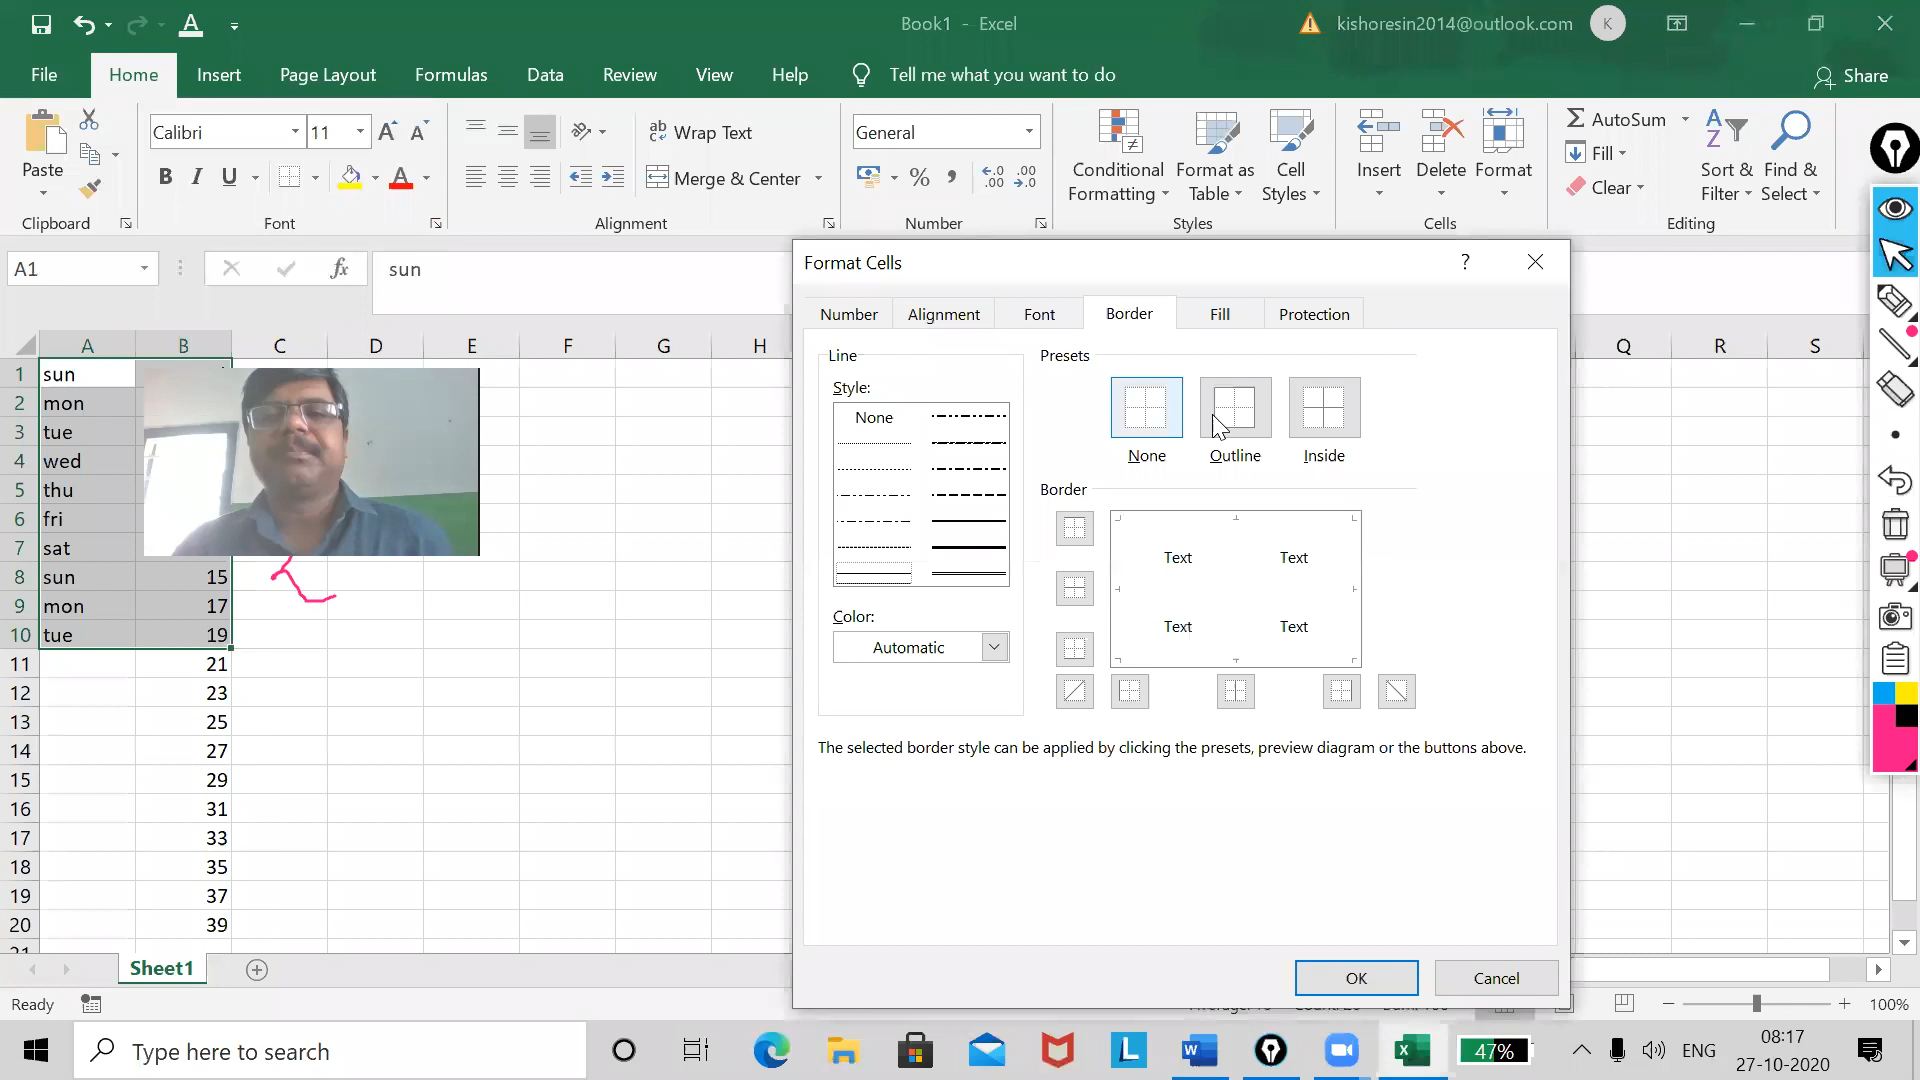 Book1 - Excel
kishoresin2014@outlook.com
K
File
Home
Insert
Page Layout
Formulas
Data
Review
View
Help
Tell me what you want to do
Share
Paste
Clipboard
Calibri
11
A A
B I U
A
Font
ab
c
Wrap Text
Merge & Center
Alignment
General
% ,
Number
Conditional
Formatting
Format as
Table
Cell
Styles
Styles
Insert
Delete
Format
Cells
AutoSum
Fill
Clear
Sort &
Filter
Find &
Select
Editing
A1
fx
sun
A B C D E F G H Q R S
1 sun
2 mon
3 tue
4 wed
5 thu
6 fri
7 sat
8 sun 15
9 mon 17
10 tue 19
11 21
12 23
13 25
14 27
15 29
16 31
17 33
18 35
19 37
20 39
Format Cells
?
Number
Alignment
Font
Border
Fill
Protection
Line
Style:
None
Color:
Automatic
Presets
None
Outline
Inside
Border
Text Text
Text Text
The selected border style can be applied by clicking the presets, preview diagram or the buttons above.
OK
Cancel
Sheet1
Ready
100%
Type here to search
47%
ENG
08:17
27-10-2020